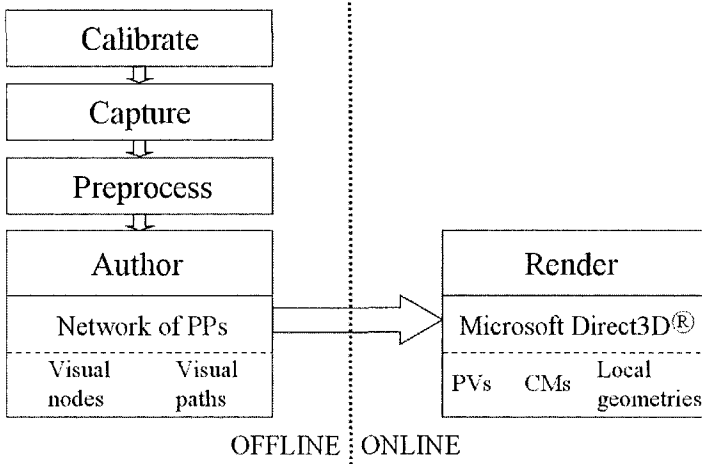 Calibrate
Capture
Preprocess
Author
Network of PPs
Visual nodes
Visual paths
Render
Microsoft Direct3D®
PVs
CMs
Local geometries
OFFLINE
ONLINE